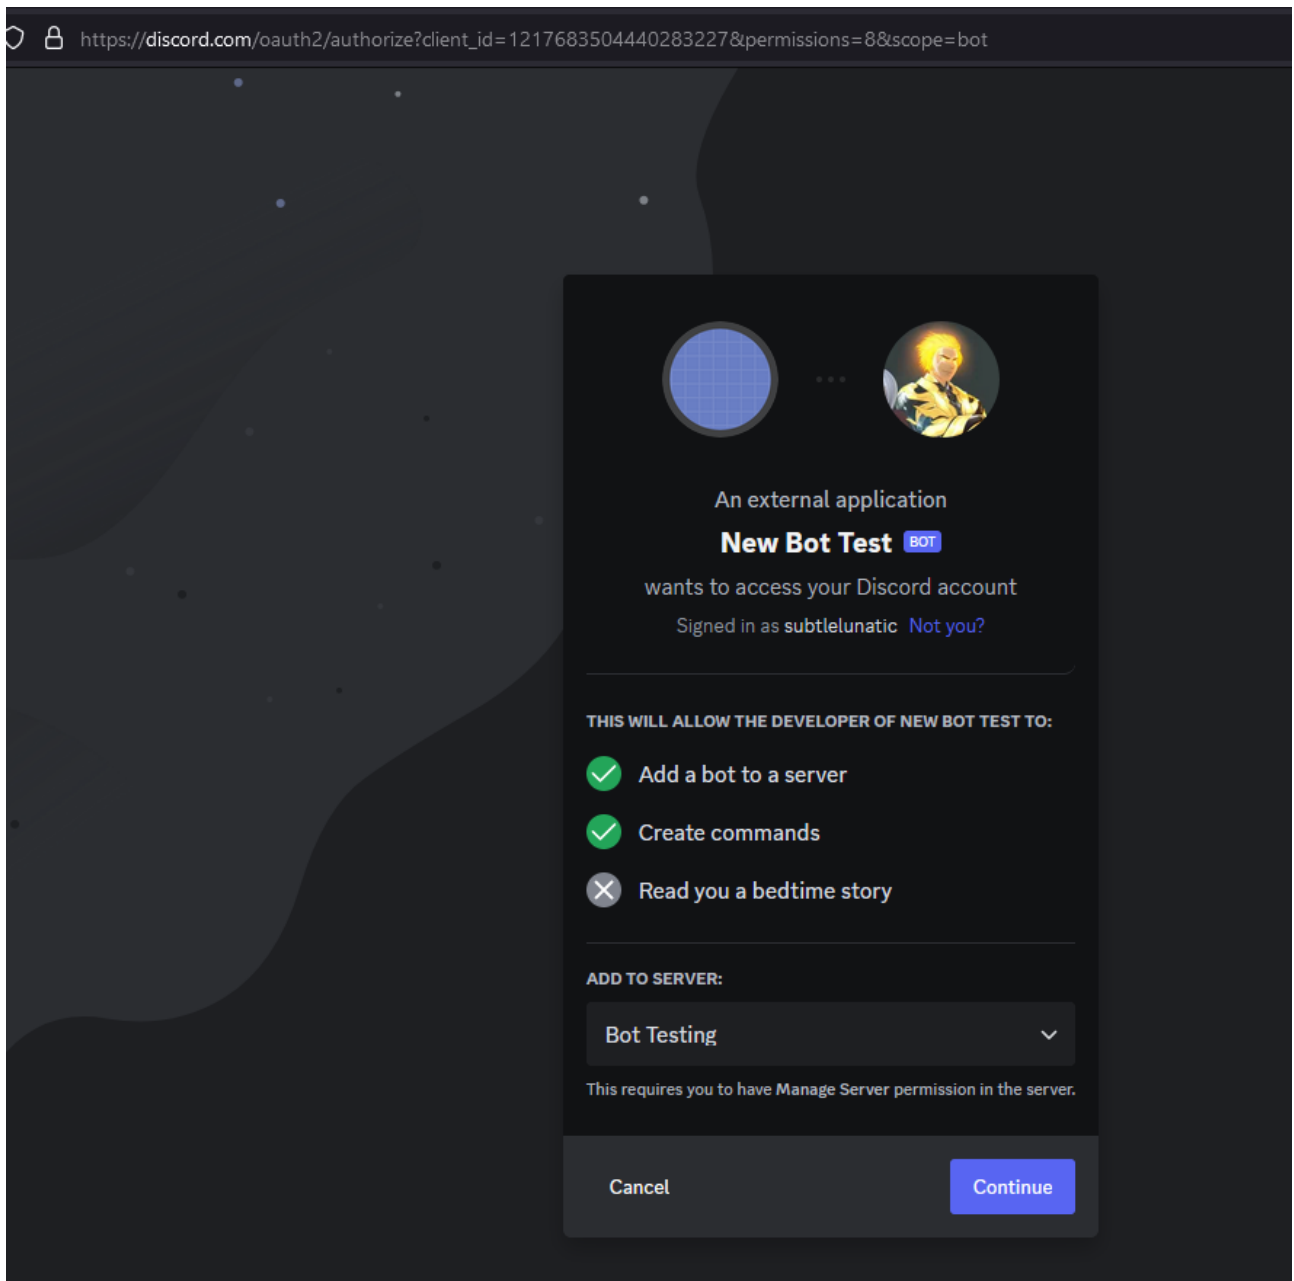 https://discord.com/oauth2/authorize?client_id=1217683504440283227&permissions=8&scope=bot
An external application
New Bot Test BOT
wants to access your Discord account
Signed in as subtlelunatic Not you?
THIS WILL ALLOW THE DEVELOPER OF NEW BOT TEST TO:
Add a bot to a server
Create commands
Read you a bedtime story
ADD TO SERVER:
Bot Testing
This requires you to have Manage Server permission in the server.
Cancel Continue